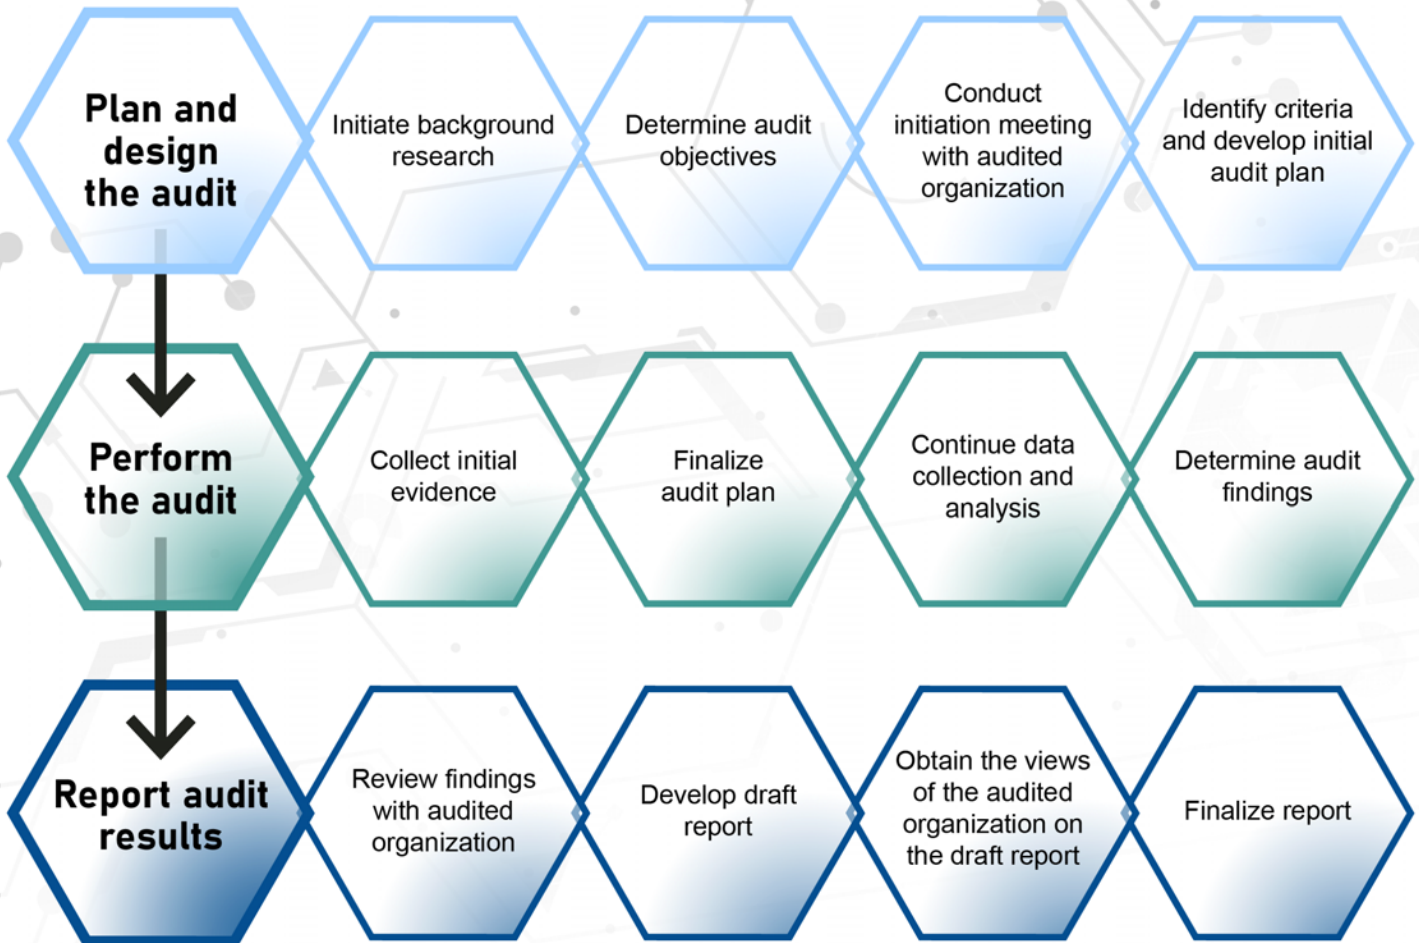 Plan and
design
the audit
Initiate background
research
Determine audit
objectives
Conduct
initiation meeting
with audited
organization
Identify criteria
and develop initial
audit plan
Perform
the audit
Collect initial
evidence
Finalize
audit plan
Continue data
collection and
analysis
Determine audit
findings
Report audit
results
Review findings
with audited
organization
Develop draft
report
Obtain the views
of the audited
organization on
the draft report
Finalize report